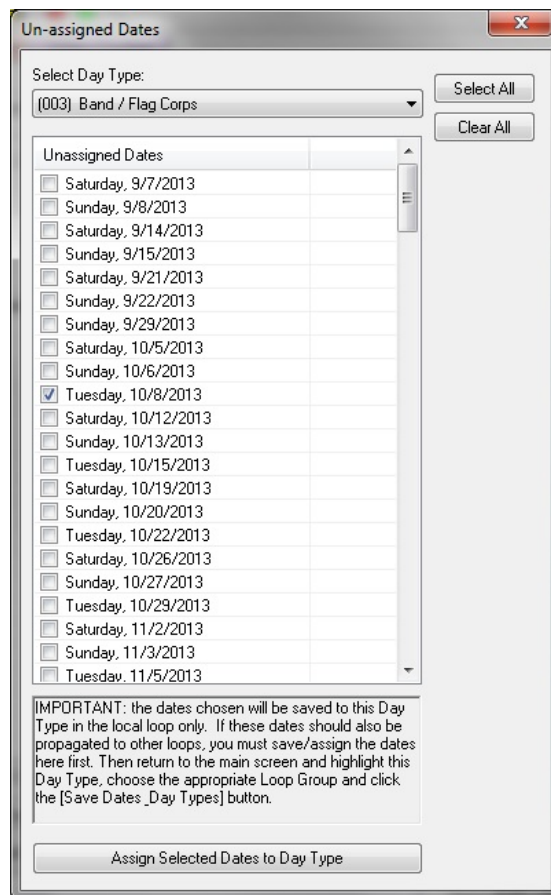 Un-assigned Dates
Select Day Type:
(003) Band / Flag Corps
Select All
Clear All
Unassigned Dates
Saturday, 9/7/2013
Sunday, 9/8/2013
Saturday, 9/14/2013
Sunday, 9/15/2013
Saturday, 9/21/2013
Sunday, 9/22/2013
Sunday, 9/29/2013
Saturday, 10/5/2013
Sunday, 10/6/2013
Tuesday, 10/8/2013
Saturday, 10/12/2013
Sunday, 10/13/2013
Tuesday, 10/15/2013
Saturday, 10/19/2013
Sunday, 10/20/2013
Tuesday, 10/22/2013
Saturday, 10/26/2013
Sunday, 10/27/2013
Tuesday, 10/29/2013
Saturday, 11/2/2013
Sunday, 11/3/2013
Tuesday, 11/5/2013
IMPORTANT: the dates chosen will be saved to this Day
Type in the local loop only.  If these dates should also be
propagated to other loops, you must save/assign the dates
here first. Then return to the main screen and highlight this
Day Type, choose the appropriate Loop Group and click
the [Save Dates_Day Types] button.
Assign Selected Dates to Day Type